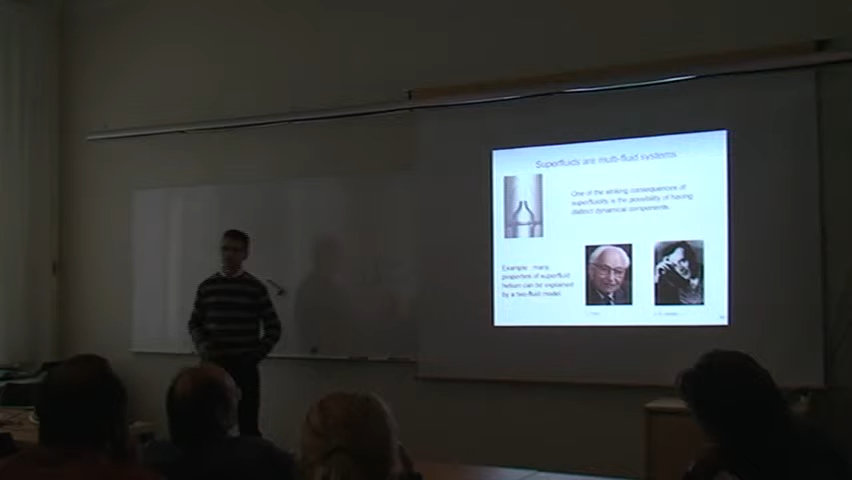 Superfluids are multi-fluid systems
One of the striking consequences of
superfluidity is the possibility of having
distinct dynamical components.
Example: many
properties of superfluid
helium can be explained
by a two-fluid model.